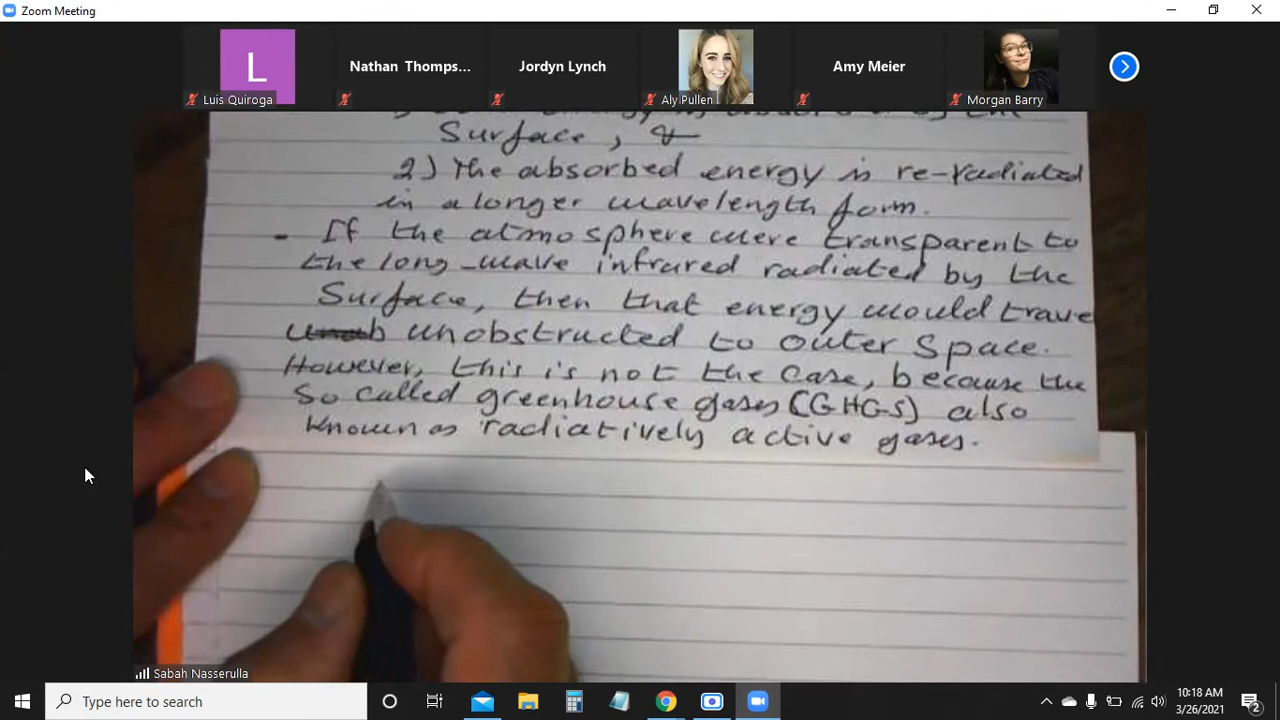 Zoom Meeting
L
Luis Quiroga
Nathan Thomps...
Jordyn Lynch
Aly Pullen
Amy Meier
Morgan Barry
Surface, &
2) The absorbed energy is re-radiated
in a longer wavelength form.
- If the atmosphere were transparent to
the long-wave infrared radiated by the
Surface, then that energy would trave
unobstructed to outer space.
However, this is not the case, because the
So called greenhouse gases (GHGS) also
known as radiatively active gases.
Sabah Nasserulla
Type here to search
10:18 AM
3/26/2021
2